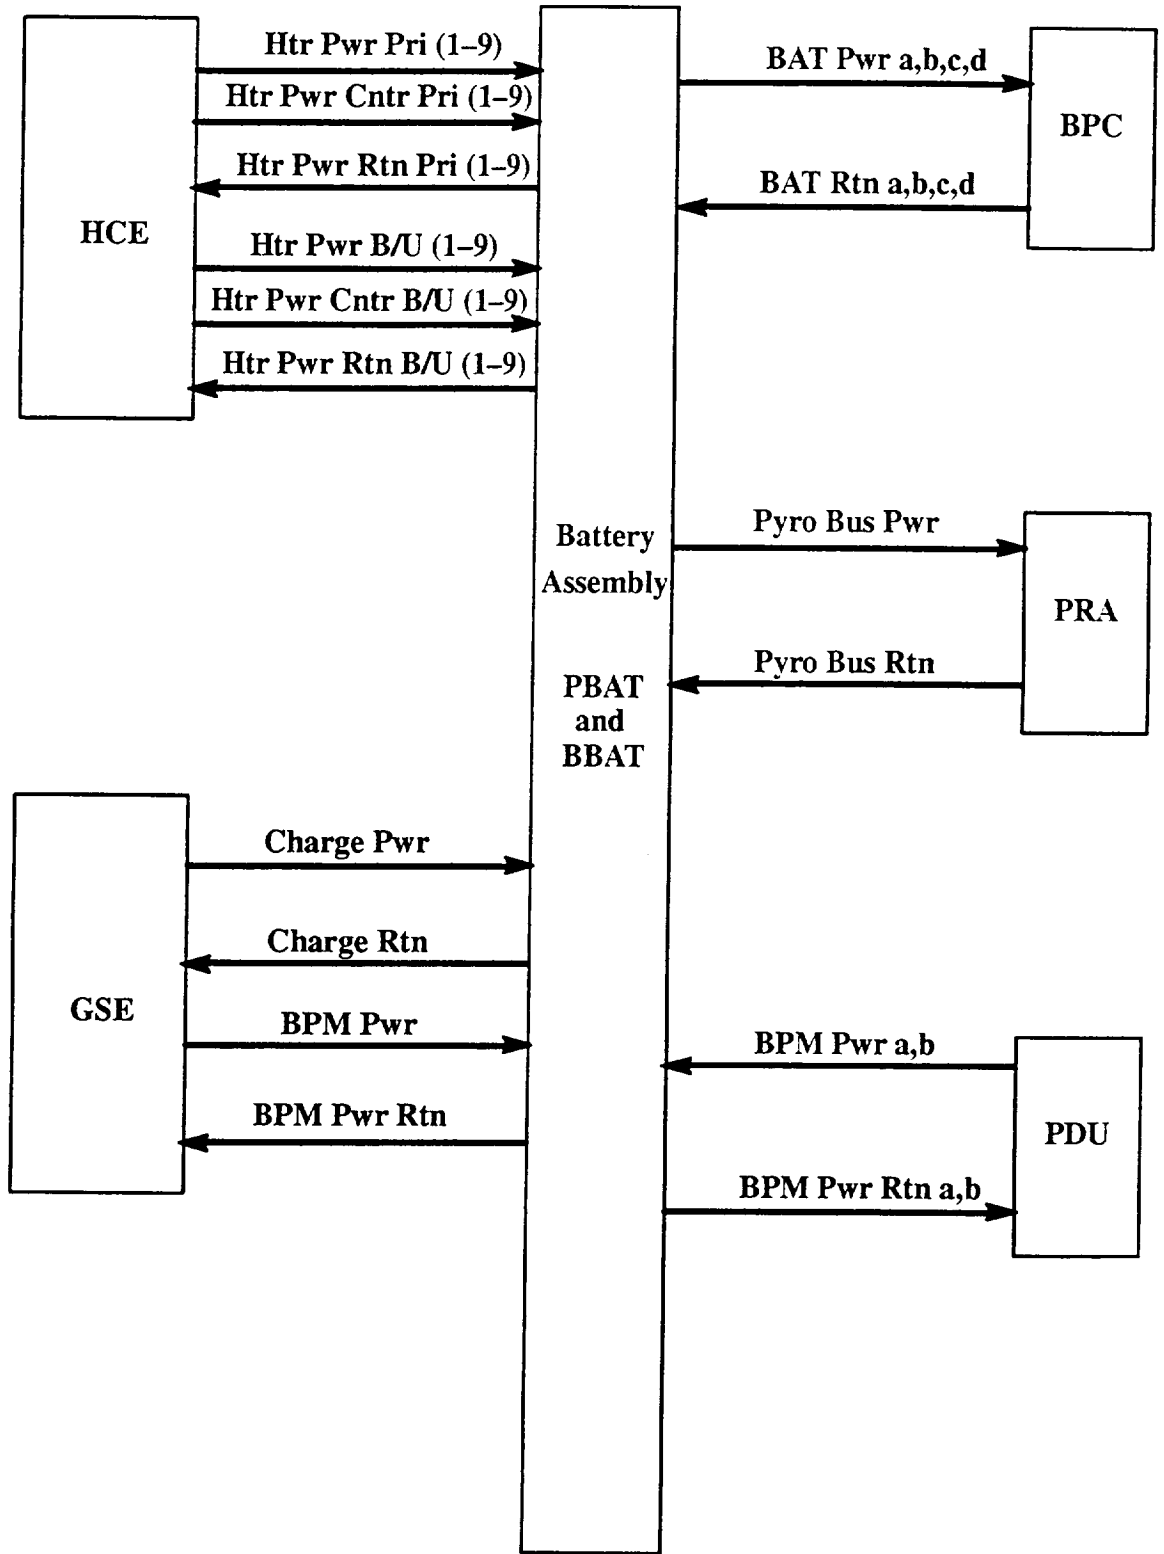 Htr Pwr Pri (1–9)
Htr Pwr Cntr Pri (1–9)
Htr Pwr Rtn Pri (1–9)
HCE
Htr Pwr B/U (1–9)
Htr Pwr Cntr B/U (1–9)
Htr Pwr Rtn B/U (1–9)
BAT Pwr a,b,c,d
BPC
BAT Rtn a,b,c,d
Battery
Assembly
PBAT
and
BBAT
Pyro Bus Pwr
PRA
Pyro Bus Rtn
Charge Pwr
Charge Rtn
GSE
BPM Pwr
BPM Pwr Rtn
BPM Pwr a,b
PDU
BPM Pwr Rtn a,b